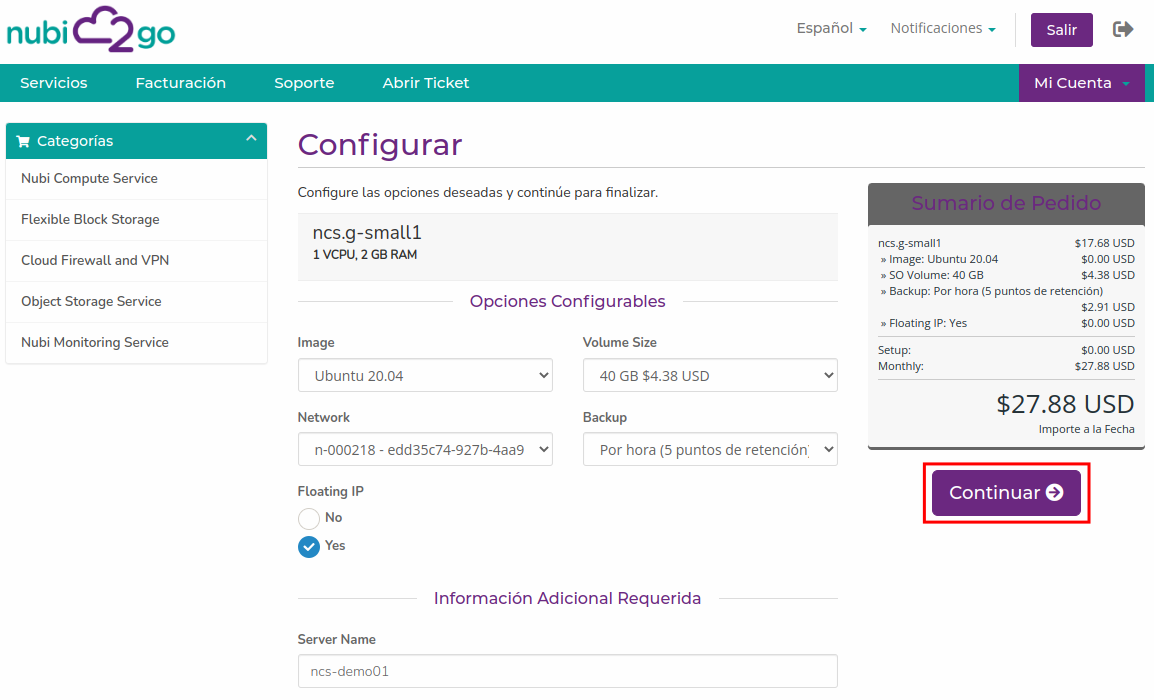 nubi2go
Español
Notificaciones
Salir
Servicios
Facturación
Soporte
Abrir Ticket
Mi Cuenta
Categorías
Nubi Compute Service
Flexible Block Storage
Cloud Firewall and VPN
Object Storage Service
Nubi Monitoring Service
Configurar
Configure las opciones deseadas y continúe para finalizar.
ncs.g-small1
1 VCPU, 2 GB RAM
Opciones Configurables
Image
Volume Size
Ubuntu 20.04
40 GB $4.38 USD
Network
Backup
n-000218 - edd35c74-927b-4aa9
Por hora (5 puntos de retención)
Floating IP
No
Yes
Información Adicional Requerida
Server Name
ncs-demo01
Sumario de Pedido
ncs.g-small1 $17.68 USD
» Image: Ubuntu 20.04 $0.00 USD
» SO Volume: 40 GB $4.38 USD
» Backup: Por hora (5 puntos de retención)
$2.91 USD
» Floating IP: Yes $0.00 USD
Setup: $0.00 USD
Monthly: $27.88 USD
$27.88 USD
Importe a la Fecha
Continuar